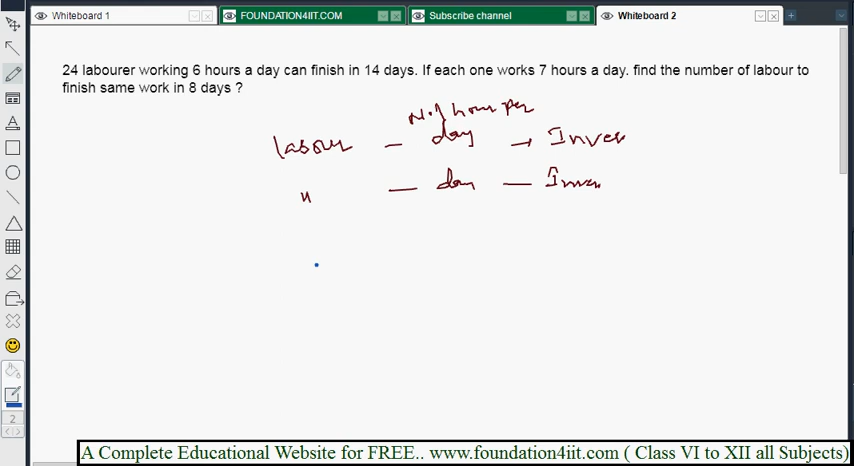 Whiteboard 1 FOUNDATION4IIT.COM Subscribe channel Whiteboard 2
24 labourer working 6 hours a day can finish in 14 days. If each one works 7 hours a day. find the number of labour to
finish same work in 8 days ?
No. of hour per
labour — day → Inver
" — day — Inver
2
A Complete Educational Website for FREE.. www.foundation4iit.com ( Class VI to XII all Subjects)